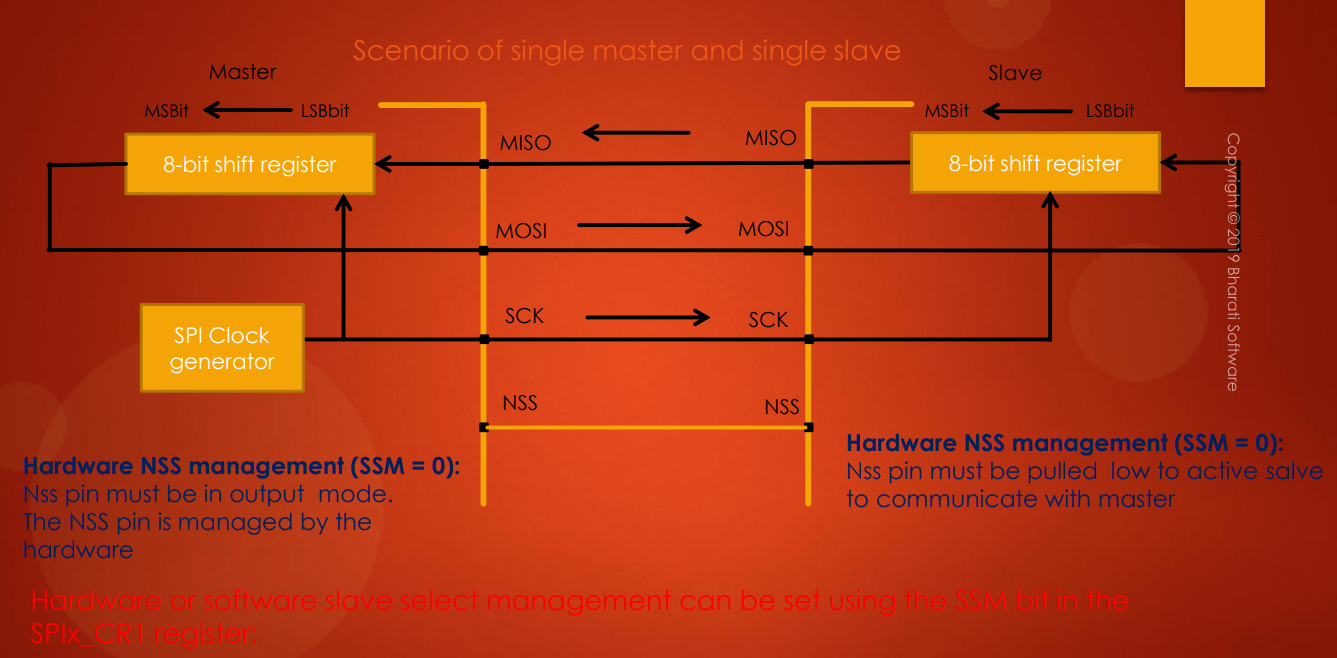 Scenario of single master and single slave
Master
Slave
MSBit
LSBbit
MSBit
LSBbit
MISO
MISO
8-bit shift register
8-bit shift register
MOSI
MOSI
SCK
SCK
SPI Clock
generator
NSS
NSS
Copyright © 2019 Bharati Software
Hardware NSS management (SSM = 0):
Nss pin must be in output  mode.
The NSS pin is managed by the
hardware
Hardware NSS management (SSM = 0):
Nss pin must be pulled  low to active salve
to communicate with master
Hardware or software slave select management can be set using the SSM bit in the
SPIx_CR1 register: